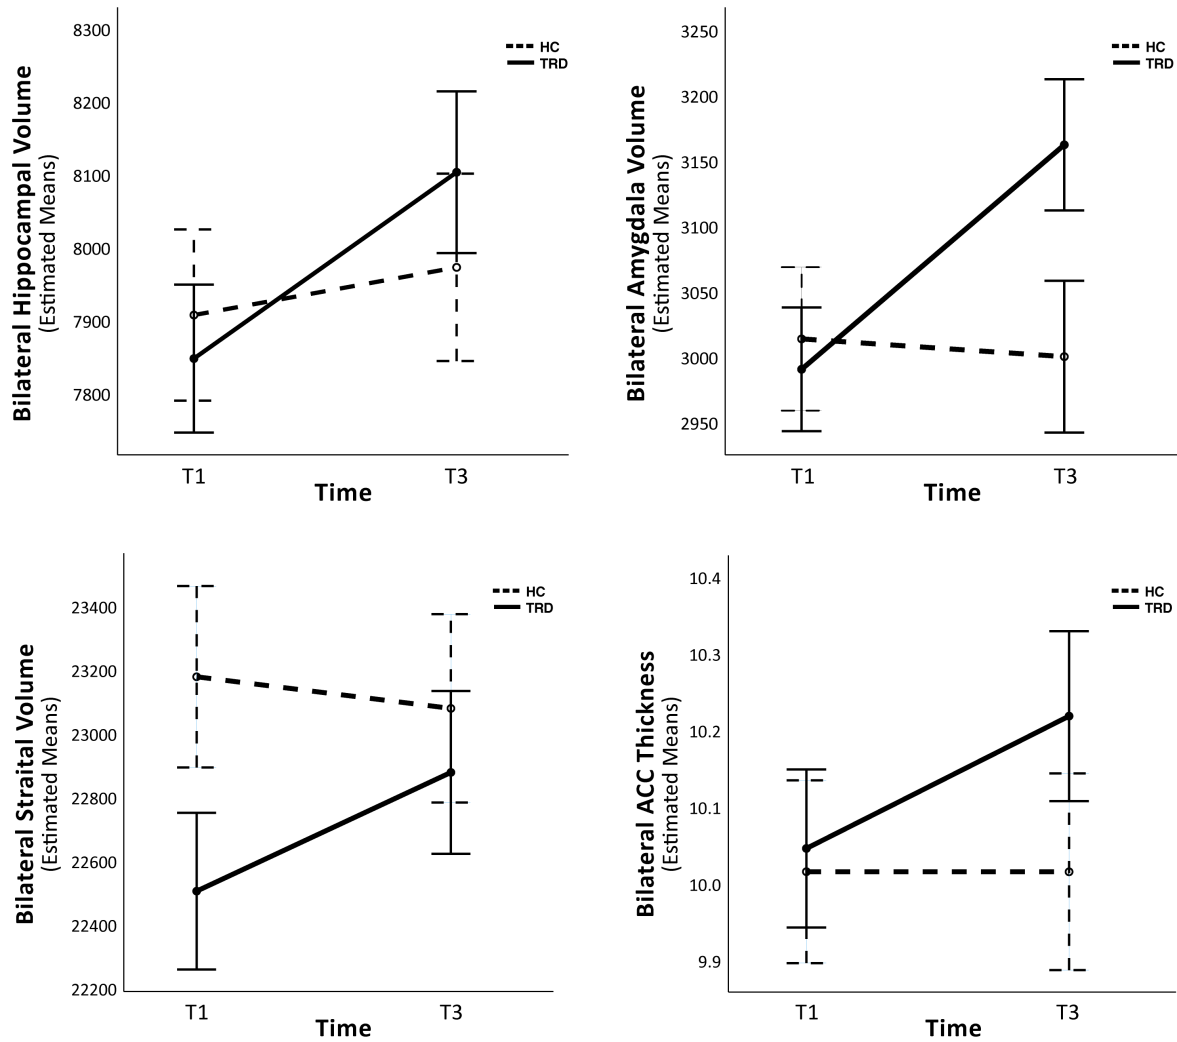 8300
8200
8100
8000
7900
7800
Bilateral Hippocampal Volume
(Estimated Means)
HC
TRD
T1
T3
Time
3250
3200
3150
3100
3050
3000
2950
Bilateral Amygdala Volume
(Estimated Means)
HC
TRD
T1
T3
Time
23400
23200
23000
22800
22600
22400
22200
Bilateral Straital Volume
(Estimated Means)
HC
TRD
T1
T3
Time
10.4
10.3
10.2
10.1
10.0
9.9
Bilateral ACC Thickness
(Estimated Means)
HC
TRD
T1
T3
Time